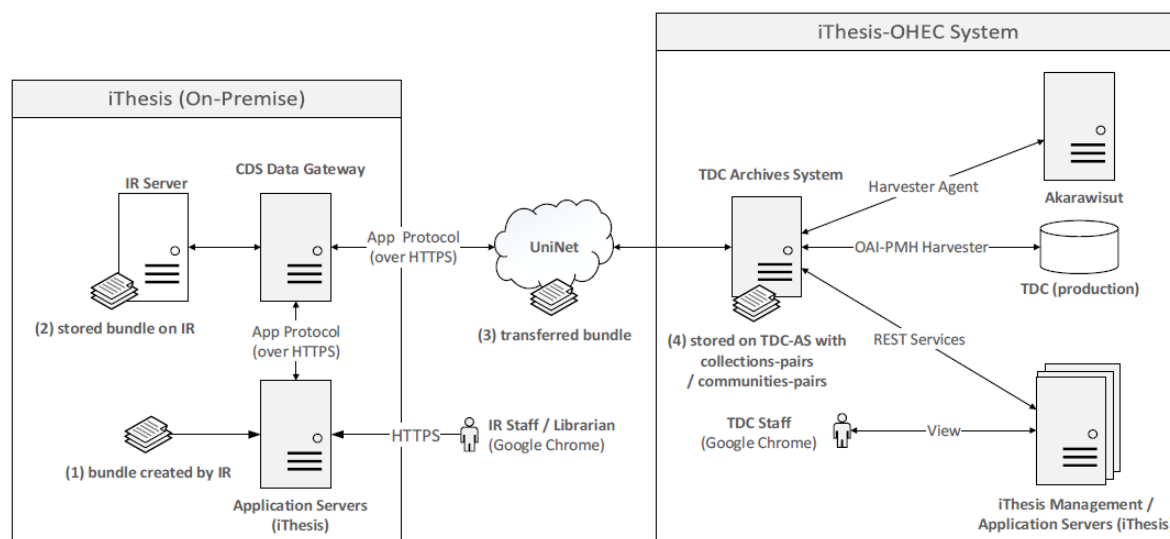 iThesis-OHEC System
iThesis (On-Premise)
CDS Data Gateway
IR Server
TDC Archives System
Harvester Agent
Akarawisut
App Protocol
(over HTTPS)
UniNet
OAI-PMH Harvester
TDC (production)
(2) stored bundle on IR
(3) transferred bundle
App Protocol
(over HTTPS)
(4) stored on TDC-AS with
collections-pairs
/ communities-pairs
REST Services
IR Staff / Librarian
(Google Chrome)
HTTPS
TDC Staff
(Google Chrome)
View
(1) bundle created by IR
Application Servers
(iThesis)
iThesis Management /
Application Servers (iThesis